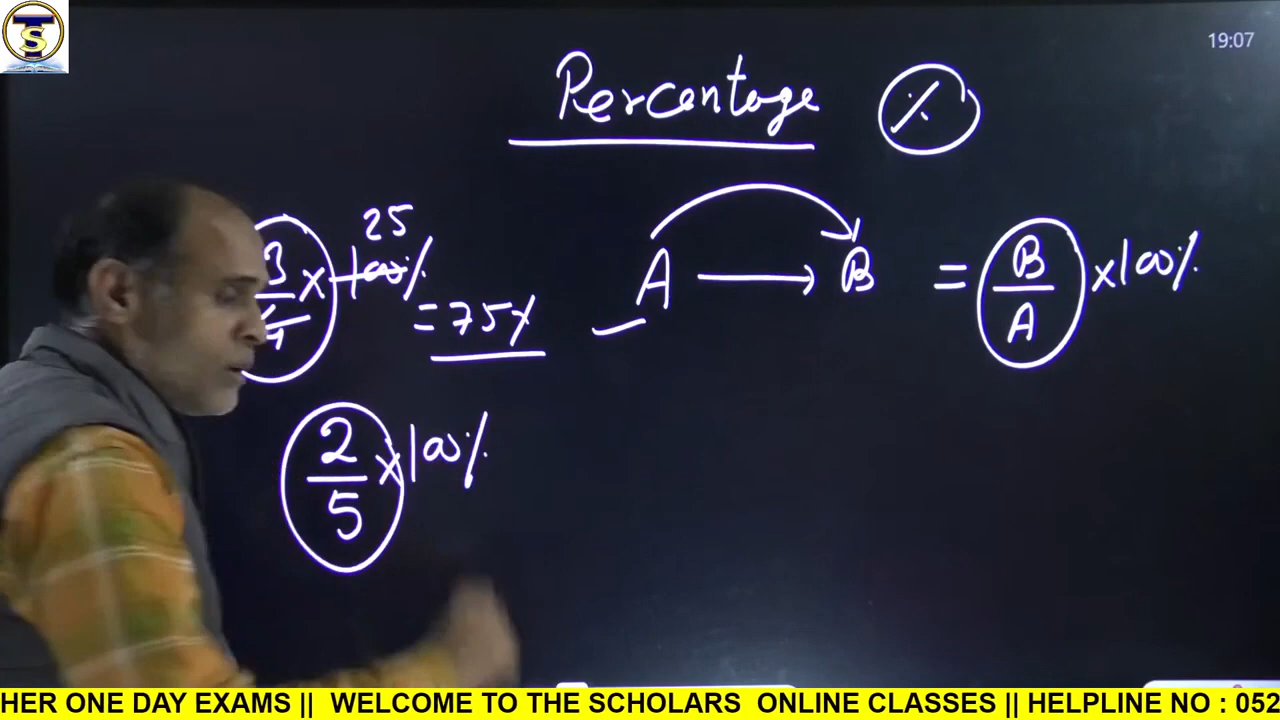 TS
19:07
Percentage %
25
3/4 × 100% = 75%
A → B = B/A × 100%
2/5 × 100%
HER ONE DAY EXAMS || WELCOME TO THE SCHOLARS ONLINE CLASSES || HELPLINE NO : 052